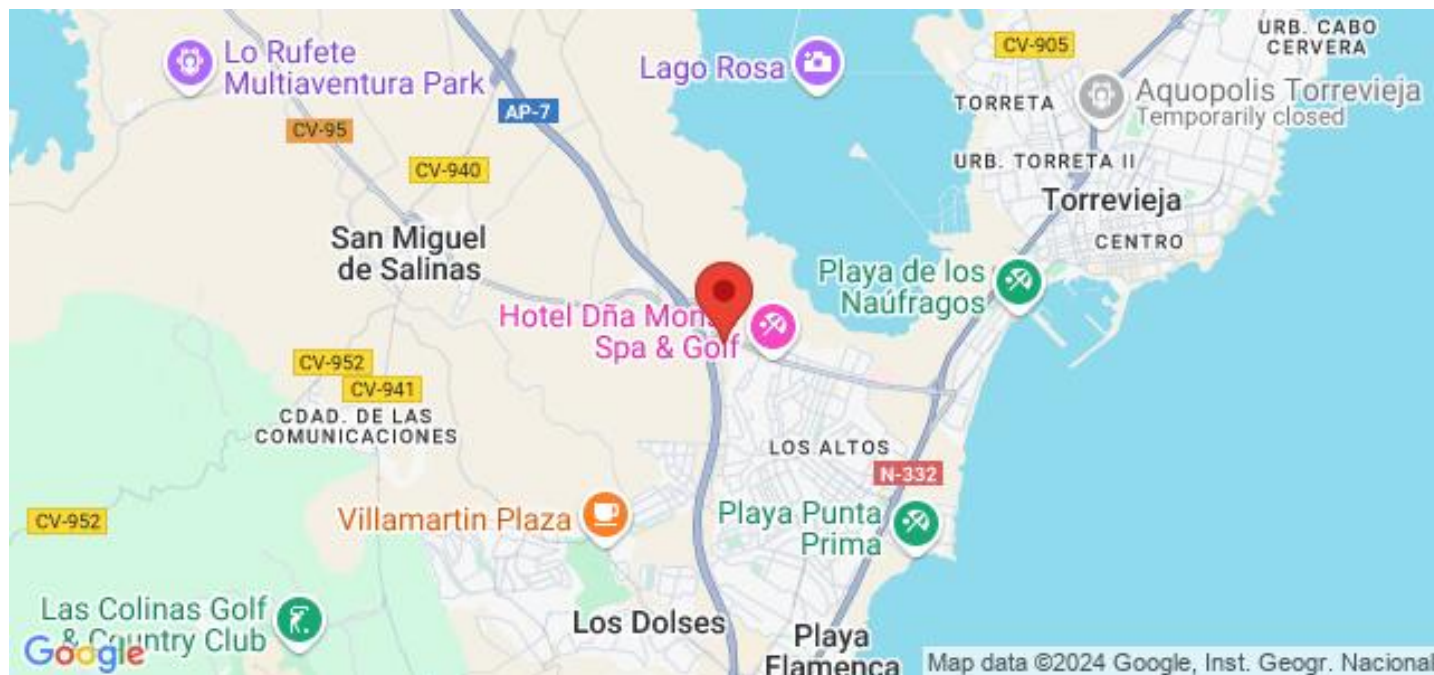 URB. CABO
CERVERA
CV-905
Lo Rufete
Multiaventura Park
Lago Rosa
Aquopolis Torrevieja
Temporarily closed
TORRETA
AP-7
CV-95
CV-940
URB. TORRETA II
Torrevieja
CENTRO
San Miguel
de Salinas
Playa de los
Naúfragos
Hotel Dña
Spa & Golf
CV-952
CV-941
CDAD. DE LAS
COMUNICACIONES
LOS ALTOS
N-332
CV-952
Villamartin Plaza
Playa Punta
Prima
Las Colinas Golf
& Country Club
Los Dolses
Playa
Flamenca
Google
Map data ©2024 Google, Inst. Geogr. Nacional